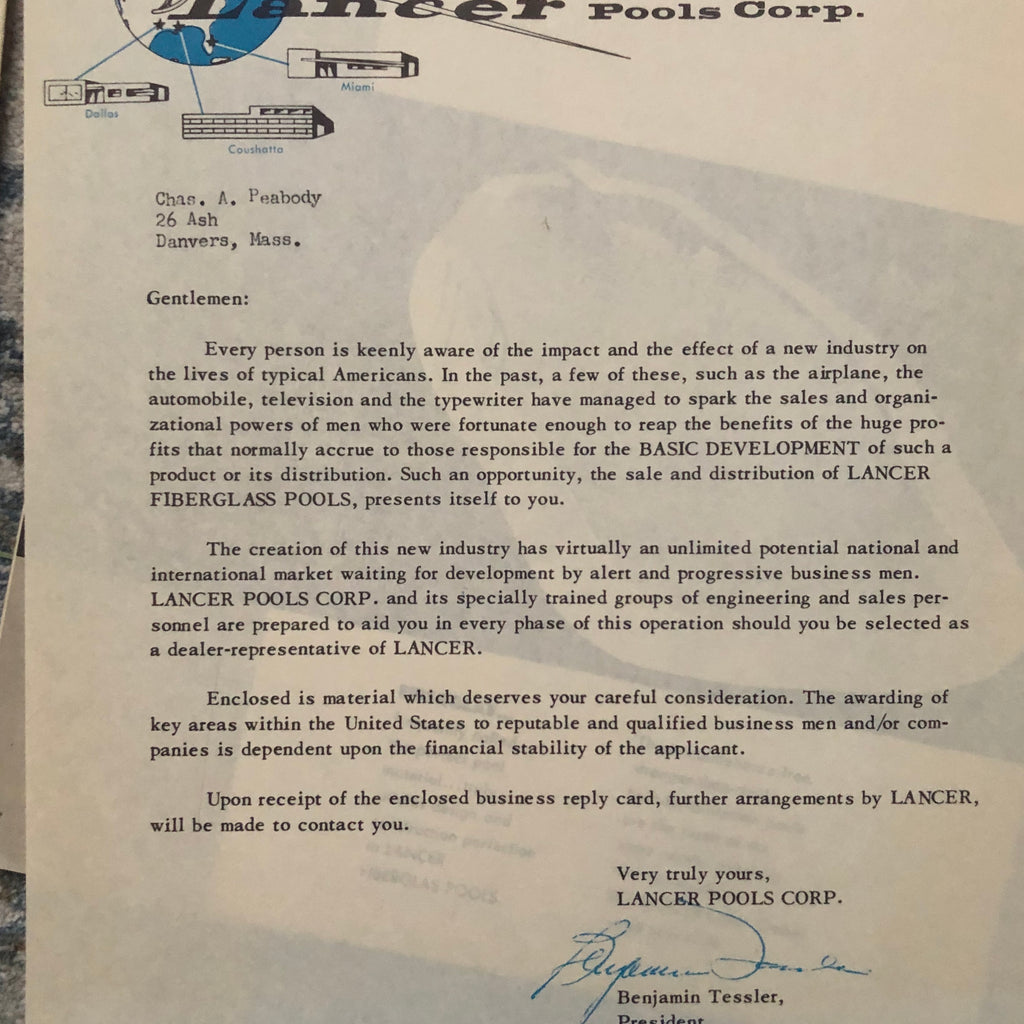 Lancer Pools Corp.
Miami
Dallas
Coushatta
Chas. A. Peabody
26 Ash
Danvers, Mass.
Gentlemen:
Every person is keenly aware of the impact and the effect of a new industry on
the lives of typical Americans. In the past, a few of these, such as the airplane, the
automobile, television and the typewriter have managed to spark the sales and organi-
zational powers of men who were fortunate enough to reap the benefits of the huge pro-
fits that normally accrue to those responsible for the BASIC DEVELOPMENT of such a
product or its distribution. Such an opportunity, the sale and distribution of LANCER
FIBERGLASS POOLS, presents itself to you.
The creation of this new industry has virtually an unlimited potential national and
international market waiting for development by alert and progressive business men.
LANCER POOLS CORP. and its specially trained groups of engineering and sales per-
sonnel are prepared to aid you in every phase of this operation should you be selected as
a dealer-representative of LANCER.
Enclosed is material which deserves your careful consideration. The awarding of
key areas within the United States to reputable and qualified business men and/or com-
panies is dependent upon the financial stability of the applicant.
Upon receipt of the enclosed business reply card, further arrangements by LANCER,
will be made to contact you.
Very truly yours,
LANCER POOLS CORP.
Benjamin Tessler,
President